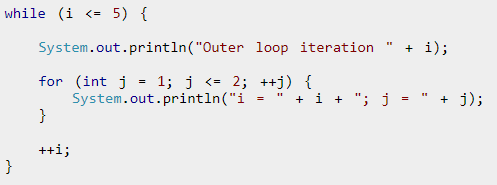 while (i <= 5) {
System.out.println("Outer loop iteration " + i);
for (int j = 1; j <= 2; ++j) {
System.out.println("i = " + i + "; j = " + j);
}
++i;
}